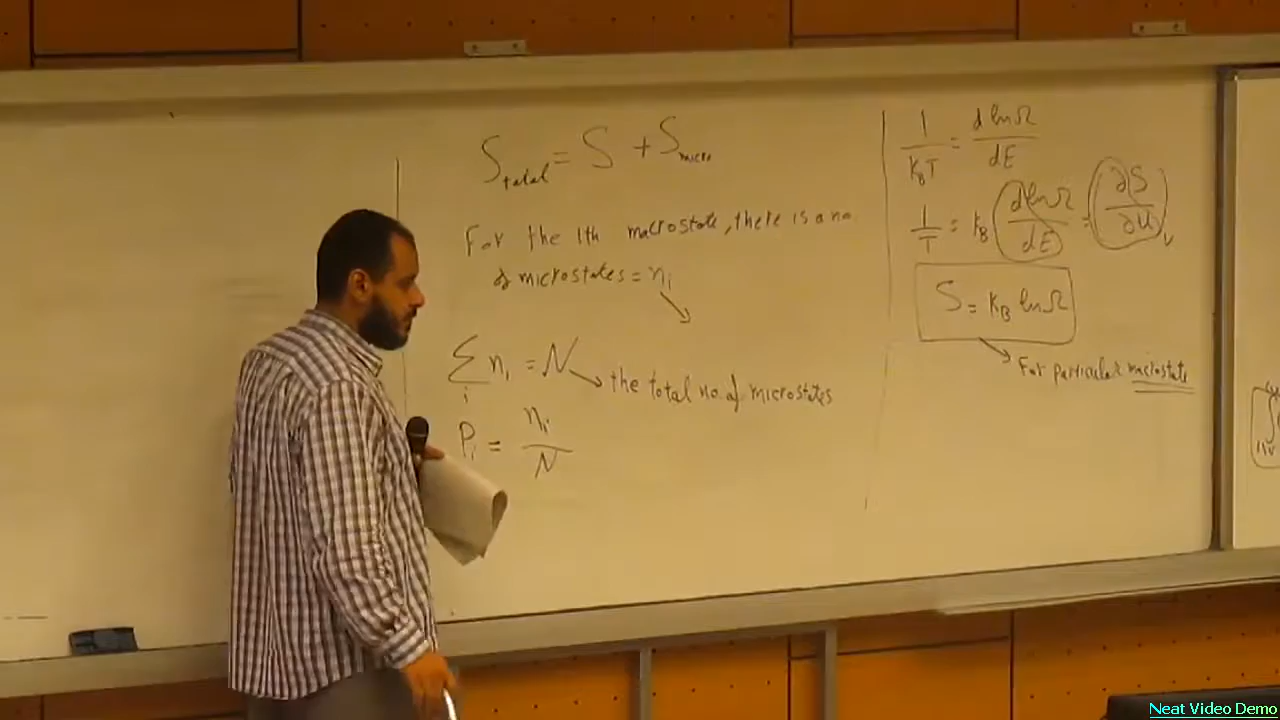 S_total = S + S_micro
For the ith macrostate, there is a no
of microstates = n_i
∑_i n_i = N → the total no. of microstates
P_i = n_i / N
1/(K_B T) = d ln Ω / dE
1/T = K_B (d ln Ω / dE) = (∂S/∂U)_V
S = K_B ln Ω
For particular macrostate
Neat Video Demo